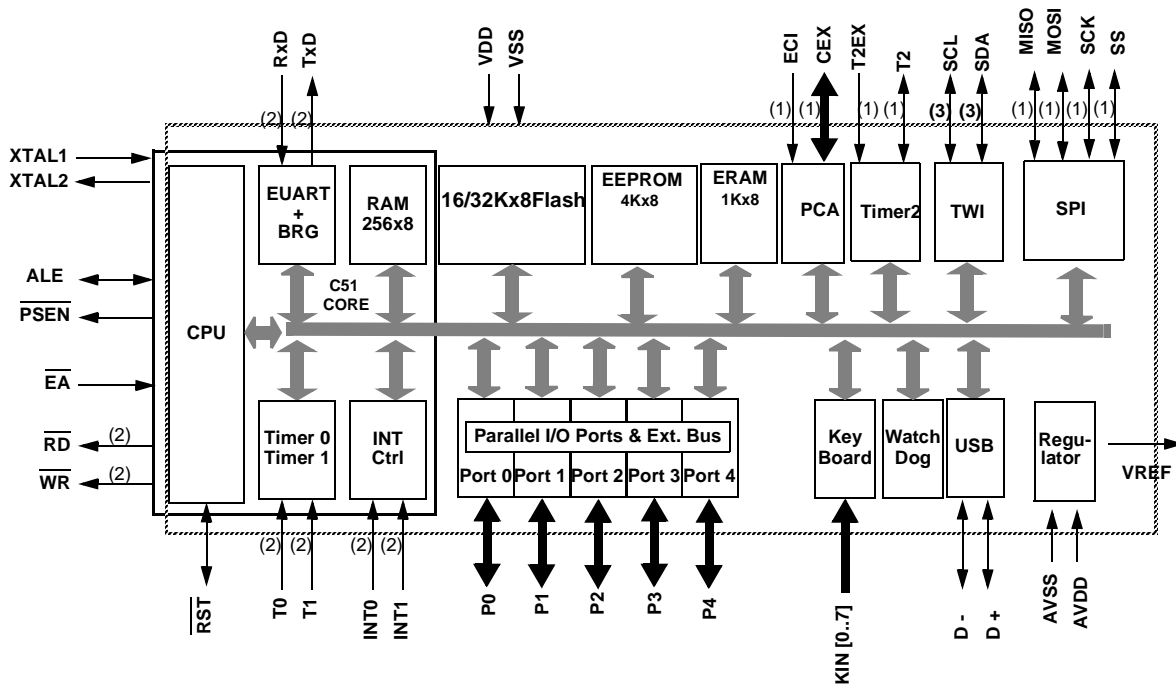 RxD TxD VDD VSS ECI CEX T2EX T2 SCL SDA MISO MOSI SCK SS
(2) (2) (1) (1) (1) (1) (3) (3) (1) (1) (1) (1)
XTAL1
XTAL2
ALE
PSEN
EA
RD (2)
WR (2)
CPU
EUART
+
BRG
RAM
256x8
C51
CORE
16/32Kx8Flash
EEPROM
4Kx8
ERAM
1Kx8
PCA
Timer2
TWI
SPI
Timer 0
Timer 1
INT
Ctrl
Parallel I/O Ports & Ext. Bus
Port 0 Port 1 Port 2 Port 3 Port 4
Key
Board
Watch
Dog
USB
Regu-
lator
VREF
(2) (2) (2) (2)
RST T0 T1 INT0 INT1 P0 P1 P2 P3 P4 KIN [0..7] D - D + AVSS AVDD